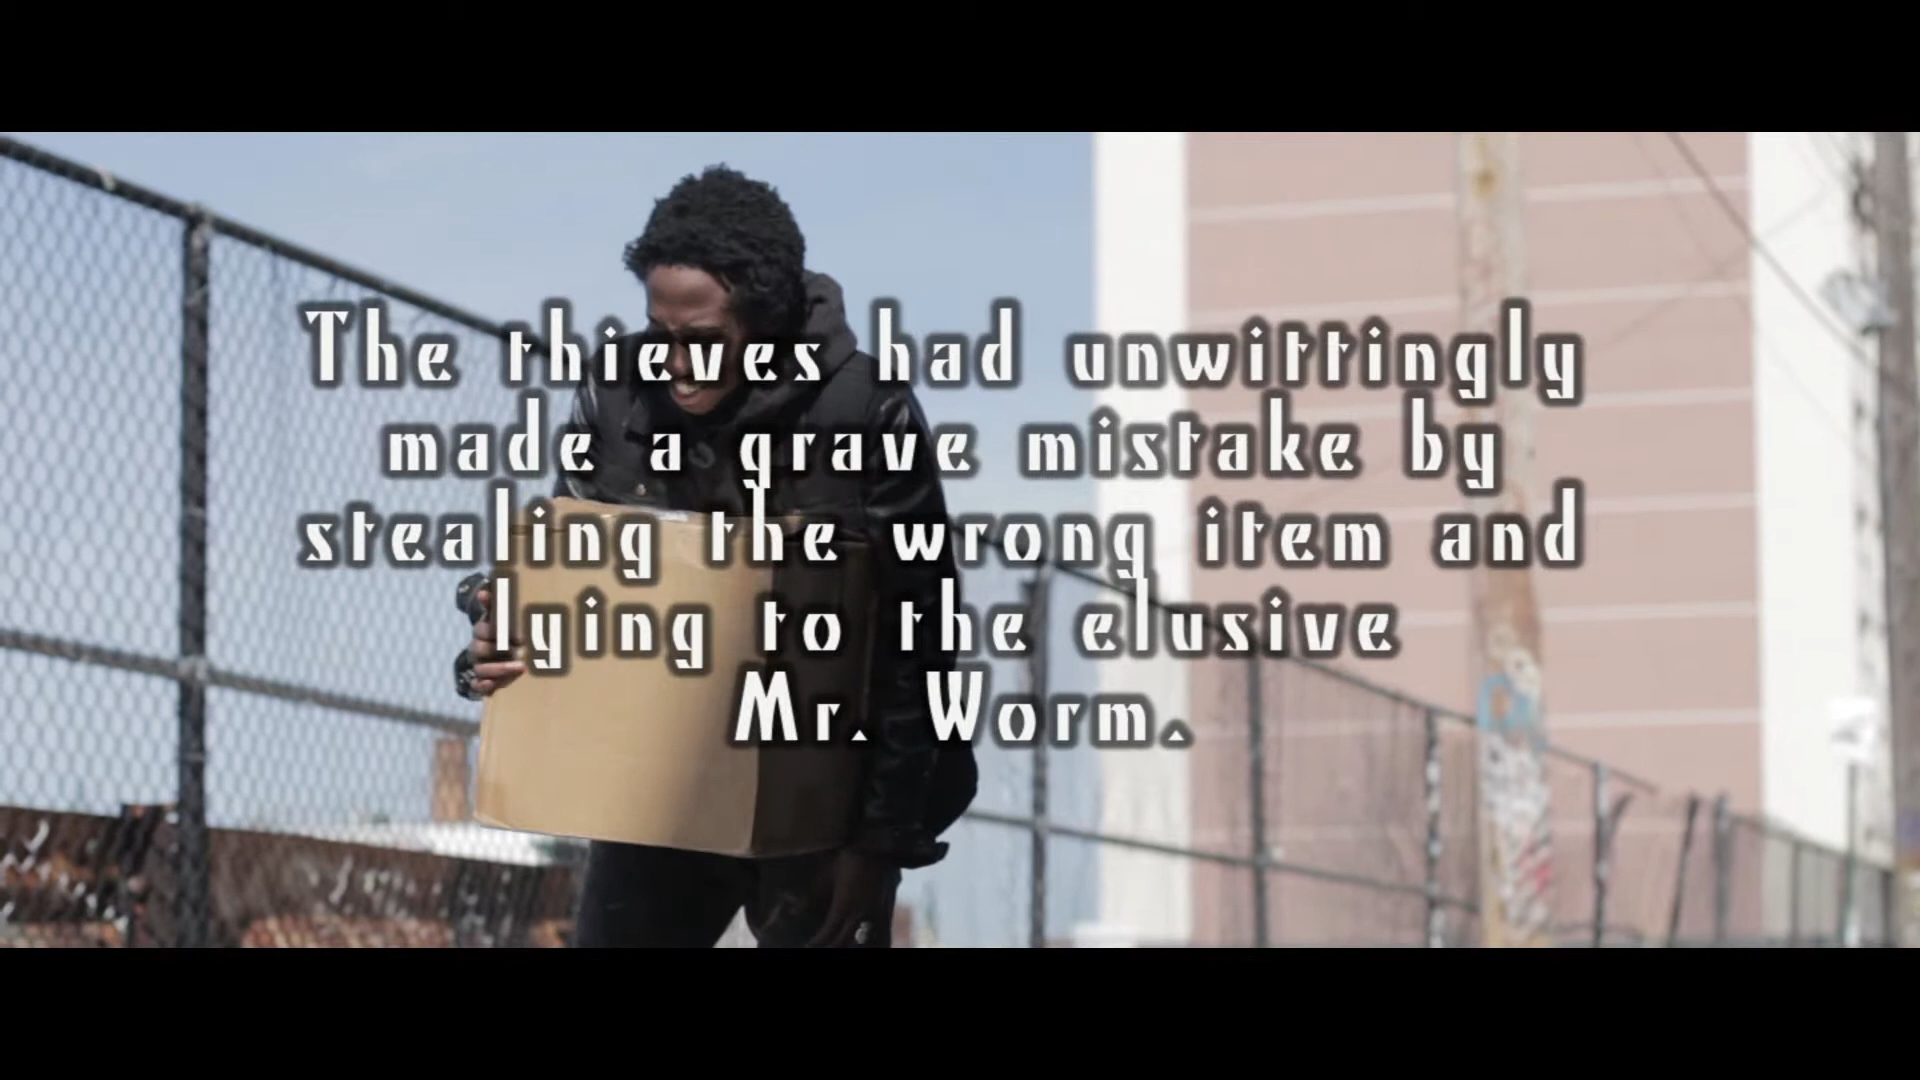 The thieves had unwittingly
made a grave mistake by
stealing the wrong item and
lying to the elusive
Mr. Worm.